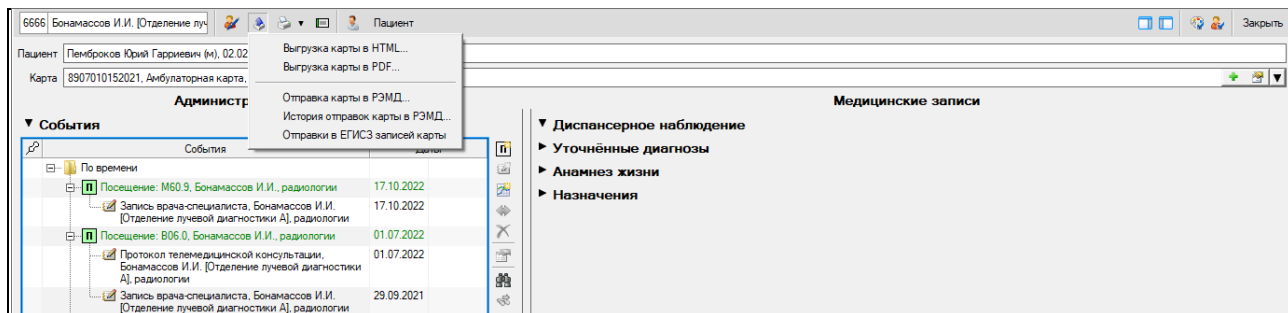 6666 Бонамассов И.И. [Отделение луч Пациент Закрыть
Пациент Пемброков Юрий Гарриевич (м), 02.02
Карта 8907010152021, Амбулаторная карта,
Выгрузка карты в HTML...
Выгрузка карты в PDF...
Отправка карты в РЭМД...
История отправок карты в РЭМД...
Отправки в ЕГИСЗ записей карты
Администр
Медицинские записи
События
События Даты
По времени
П Посещение: M60.9, Бонамассов И.И., радиологии 17.10.2022
Запись врача-специалиста, Бонамассов И.И. 17.10.2022
[Отделение лучевой диагностики А], радиологии
П Посещение: B06.0, Бонамассов И.И., радиологии 01.07.2022
Протокол телемедицинской консультации, 01.07.2022
Бонамассов И.И. [Отделение лучевой диагностики
А], радиологии
Запись врача-специалиста, Бонамассов И.И. 29.09.2021
[Отделение лучевой диагностики А], радиологии
Диспансерное наблюдение
Уточнённые диагнозы
Анамнез жизни
Назначения